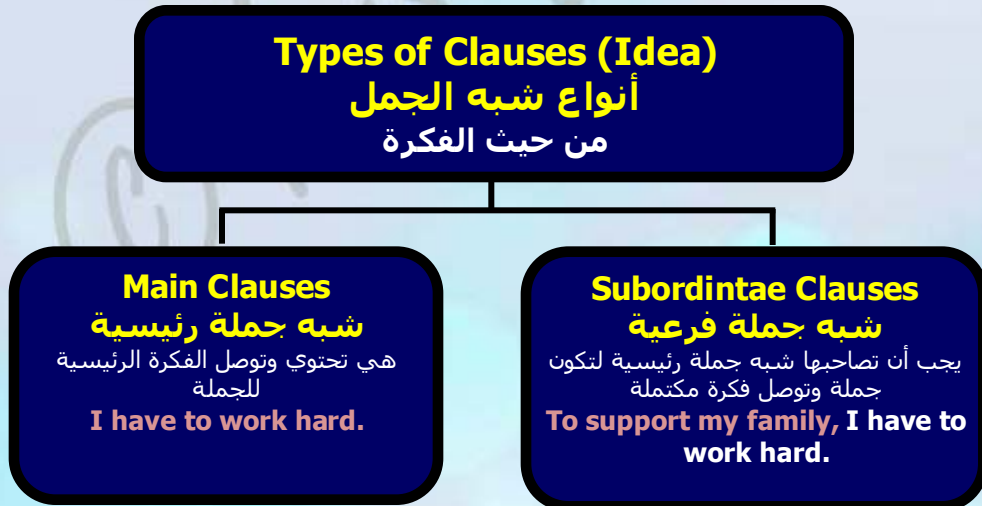 Types of Clauses (Idea)
أنواع شبه الجمل
من حيث الفكرة
Main Clauses
شبه جملة رئيسية
هي تحتوي وتوصل الفكرة الرئيسية
للجملة
I have to work hard.
Subordintae Clauses
شبه جملة فرعية
يجب أن تصاحبها شبه جملة رئيسية لتكون
جملة وتوصل فكرة مكتملة
To support my family, I have to
work hard.